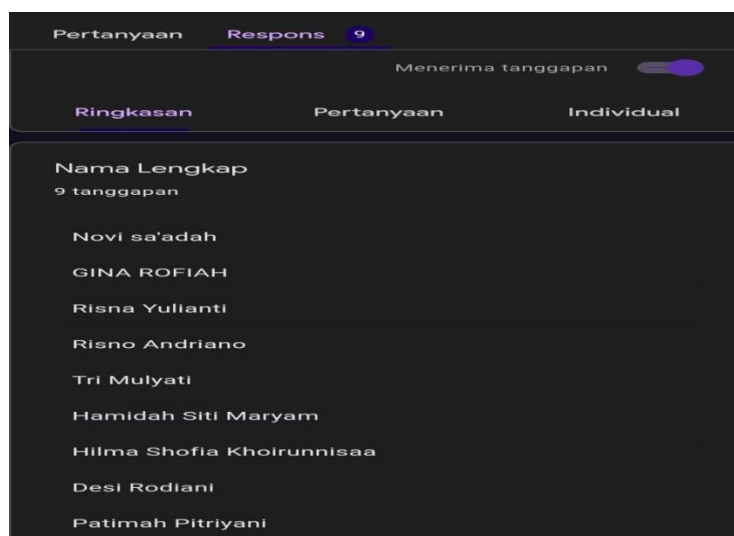 Pertanyaan Respons 9
Menerima tanggapan
Ringkasan Pertanyaan Individual
Nama Lengkap
9 tanggapan
Novi sa'adah
GINA ROFIAH
Risna Yulianti
Risno Andriano
Tri Mulyati
Hamidah Siti Maryam
Hilma Shofia Khoirunnisaa
Desi Rodiani
Patimah Pitriyani